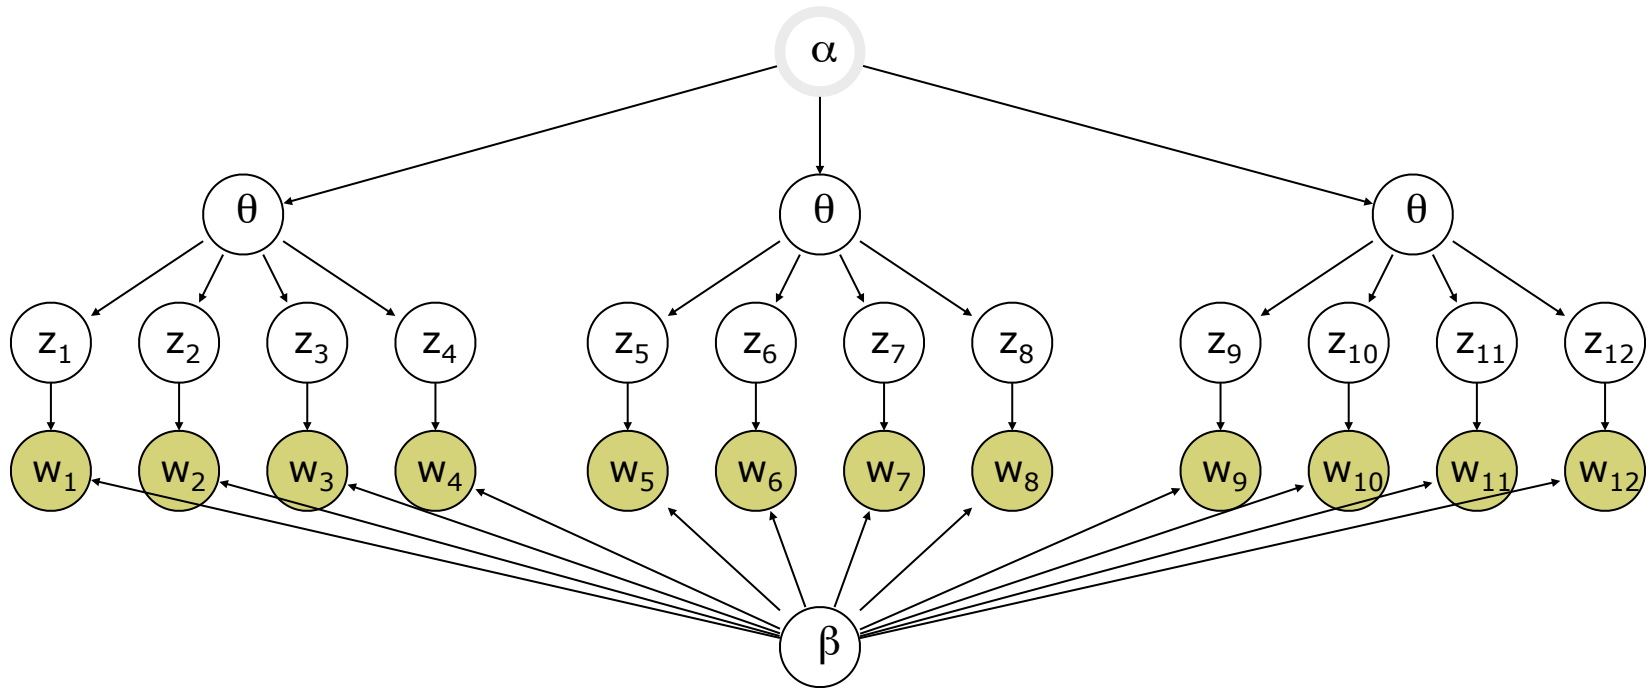 α
θ θ θ
z₁ z₂ z₃ z₄ z₅ z₆ z₇ z₈ z₉ z₁₀ z₁₁ z₁₂
w₁ w₂ w₃ w₄ w₅ w₆ w₇ w₈ w₉ w₁₀ w₁₁ w₁₂
β